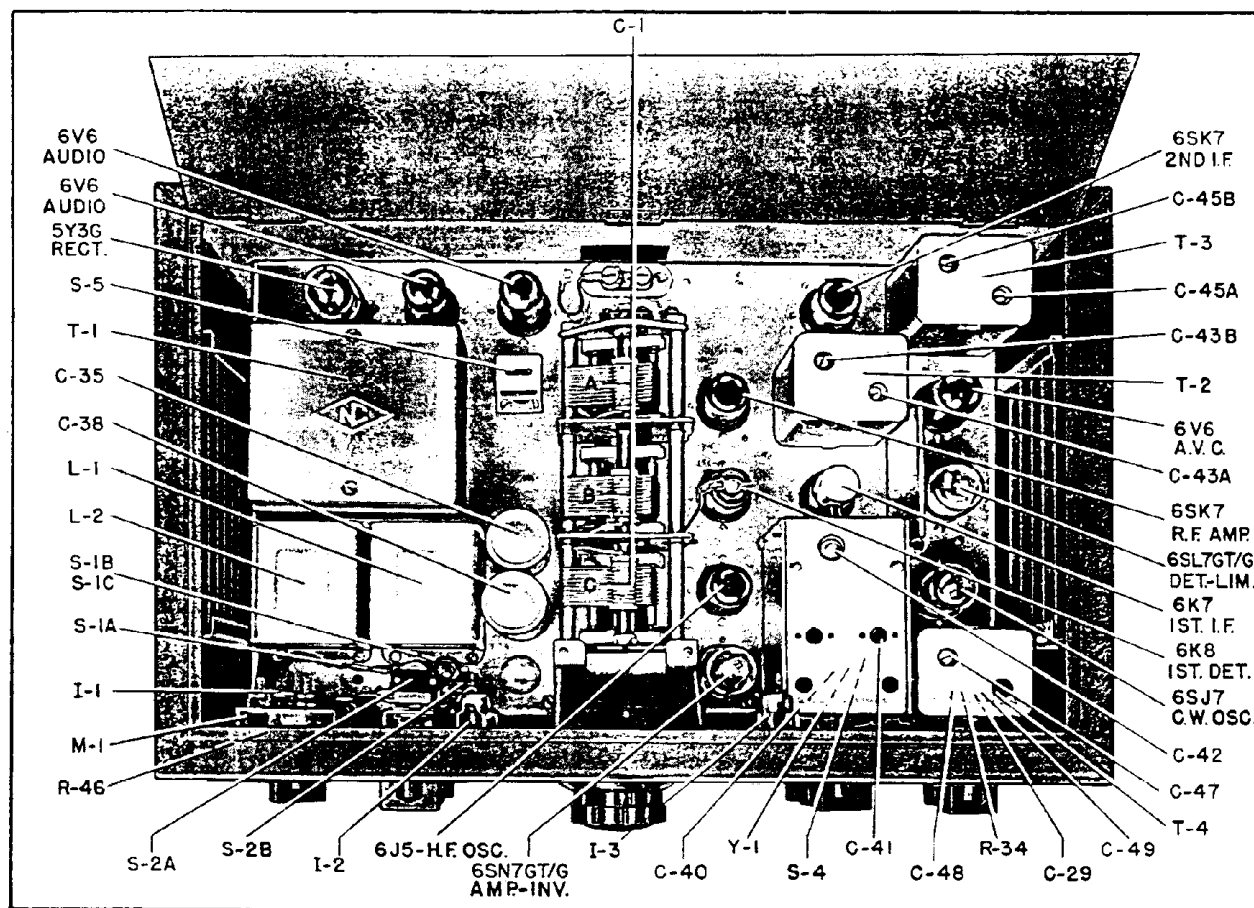 C-1
6V6
AUDIO
6V6
AUDIO
5Y3G
RECT.
S-5
T-1
C-35
C-38
L-1
L-2
S-1B
S-1C
S-1A
I-1
M-1
R-46
NC
A
B
C
6SK7
2ND I.F.
C-45B
T-3
C-45A
C-43B
T-2
6V6
A.V.C.
C-43A
6SK7
R.F. AMP.
6SL7GT/G
DET.-LIM.
6K7
1ST. I.F.
6K8
1ST. DET.
6SJ7
C.W. OSC.
C-42
C-47
T-4
S-2A
S-2B
I-2
6J5-H.F. OSC.
6SN7GT/G
AMP.-INV.
I-3
C-40
Y-1
S-4
C-41
C-48
R-34
C-29
C-49